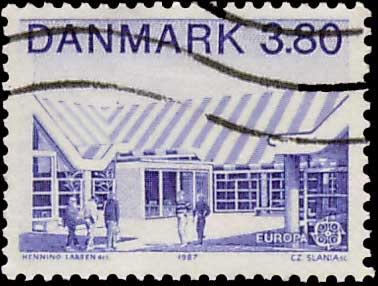 DANMARK 3.80
EUROPA
HENNING LARSEN del. 1987 CZ. SLANIA sc.